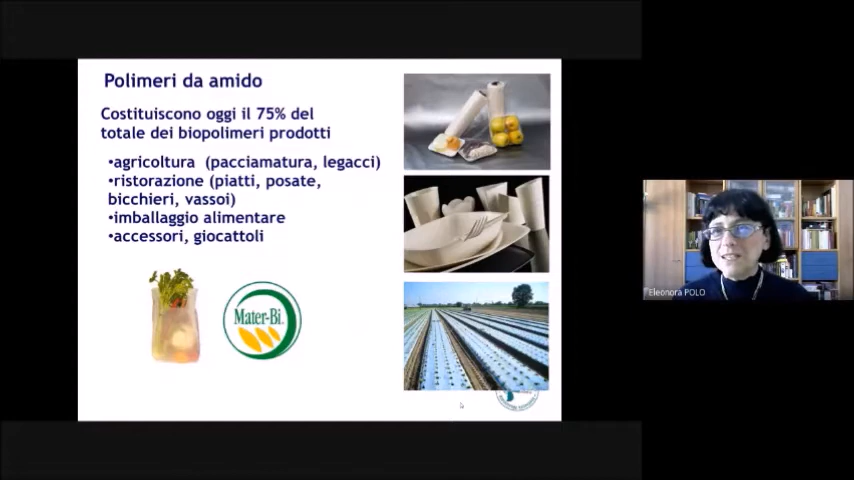 Polimeri da amido
Costituiscono oggi il 75% del
totale dei biopolimeri prodotti
•agricoltura (pacciamatura, legacci)
•ristorazione (piatti, posate,
bicchieri, vassoi)
•imballaggio alimentare
•accessori, giocattoli
Mater-Bi
Eleonora POLO